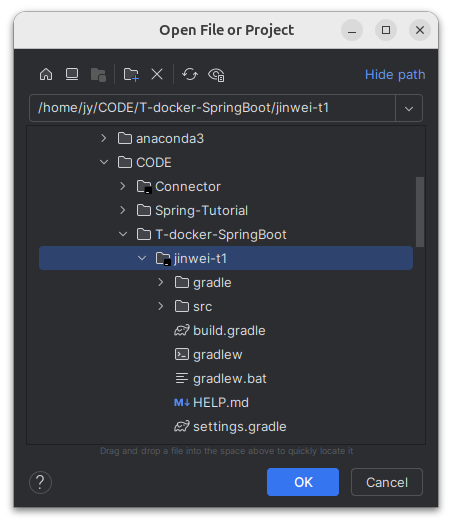 Open File or Project
Hide path
/home/jy/CODE/T-docker-SpringBoot/jinwei-t1
anaconda3
CODE
Connector
Spring-Tutorial
T-docker-SpringBoot
jinwei-t1
gradle
src
build.gradle
gradlew
gradlew.bat
M↓ HELP.md
settings.gradle
Drag and drop a file into the space above to quickly locate it
? OK Cancel